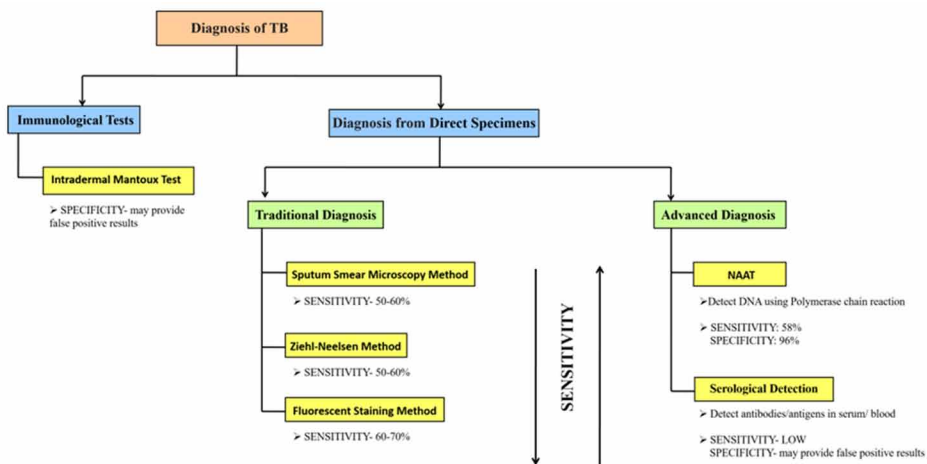 Diagnosis of TB
Immunological Tests
Diagnosis from Direct Specimens
Intradermal Mantoux Test
➢ SPECIFICITY- may provide
false positive results
Traditional Diagnosis
Sputum Smear Microscopy Method
➢ SENSITIVITY- 50-60%
Ziehl-Neelsen Method
➢ SENSITIVITY- 50-60%
Fluorescent Staining Method
➢ SENSITIVITY- 60-70%
SENSITIVITY
Advanced Diagnosis
NAAT
➢Detect DNA using Polymerase chain reaction
➢ SENSITIVITY: 58%
SPECIFICITY: 96%
Serological Detection
➢ Detect antibodies/antigens in serum/ blood
➢ SENSITIVITY- LOW
SPECIFICITY- may provide false positive results